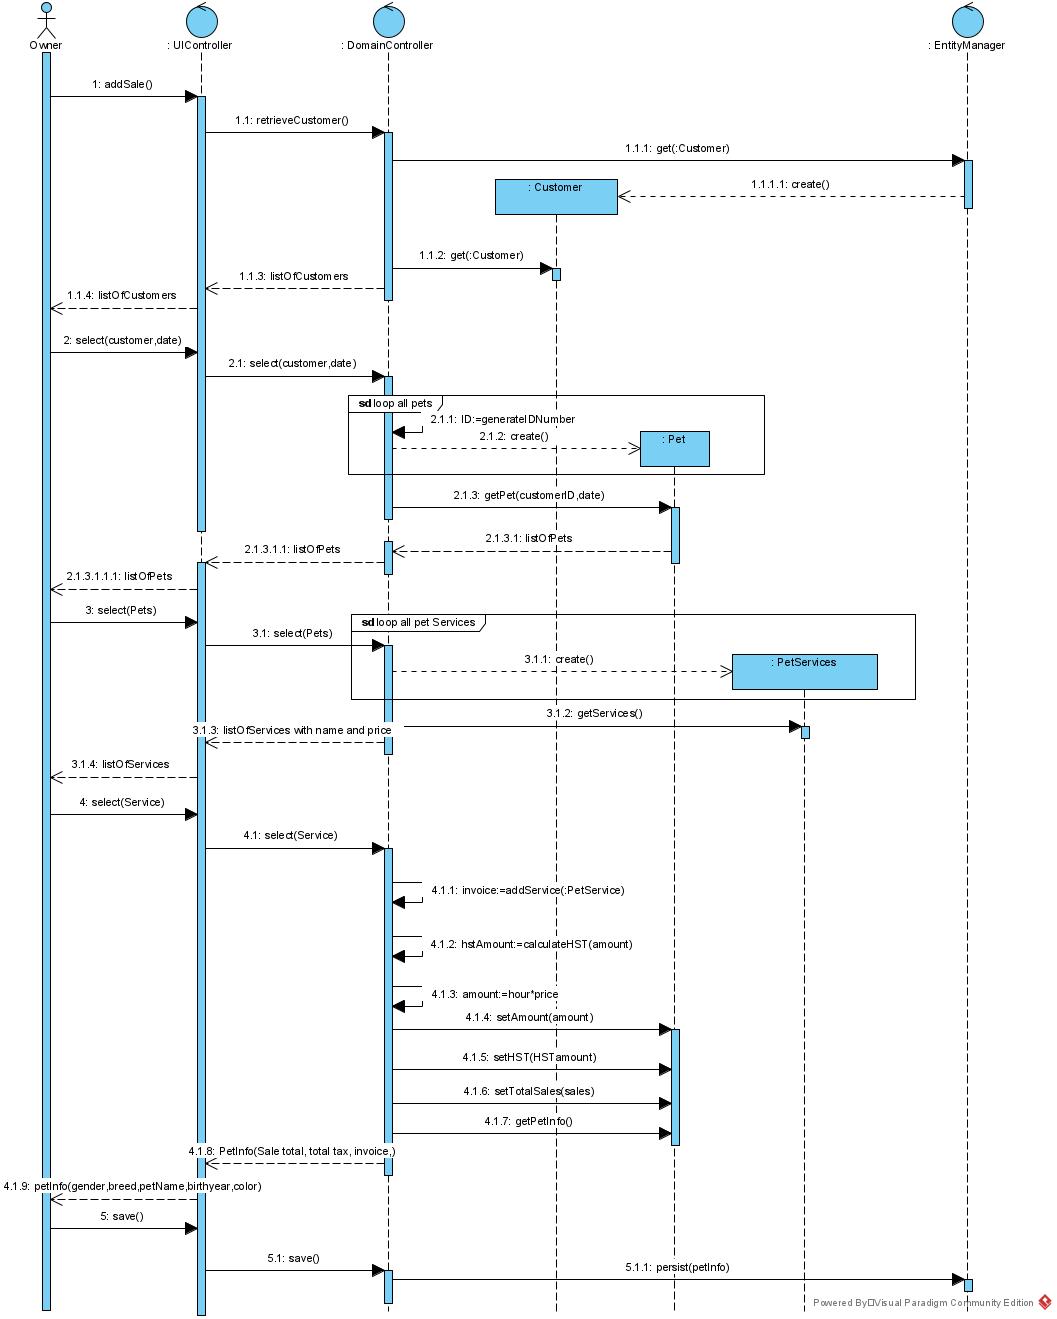 Owner
: UIController
: DomainController
: EntityManager
1: addSale()
1.1: retrieveCustomer()
1.1.1: get(:Customer)
: Customer
1.1.1.1: create()
1.1.2: get(:Customer)
1.1.3: listOfCustomers
1.1.4: listOfCustomers
2: select(customer,date)
2.1: select(customer,date)
sd loop all pets
2.1.1: ID:=generateIDNumber
2.1.2: create()
: Pet
2.1.3: getPet(customerID,date)
2.1.3.1: listOfPets
2.1.3.1.1: listOfPets
2.1.3.1.1.1: listOfPets
3: select(Pets)
sd loop all pet Services
3.1: select(Pets)
3.1.1: create()
: PetServices
3.1.2: getServices()
3.1.3: listOfServices with name and price
3.1.4: listOfServices
4: select(Service)
4.1: select(Service)
4.1.1: invoice:=addService(:PetService)
4.1.2: hstAmount:=calculateHST(amount)
4.1.3: amount:=hour*price
4.1.4: setAmount(amount)
4.1.5: setHST(HSTamount)
4.1.6: setTotalSales(sales)
4.1.7: getPetInfo()
4.1.8: PetInfo(Sale total, total tax, invoice,)
4.1.9: petInfo(gender,breed,petName,birthyear,color)
5: save()
5.1: save()
5.1.1: persist(petInfo)
Powered By Visual Paradigm Community Edition